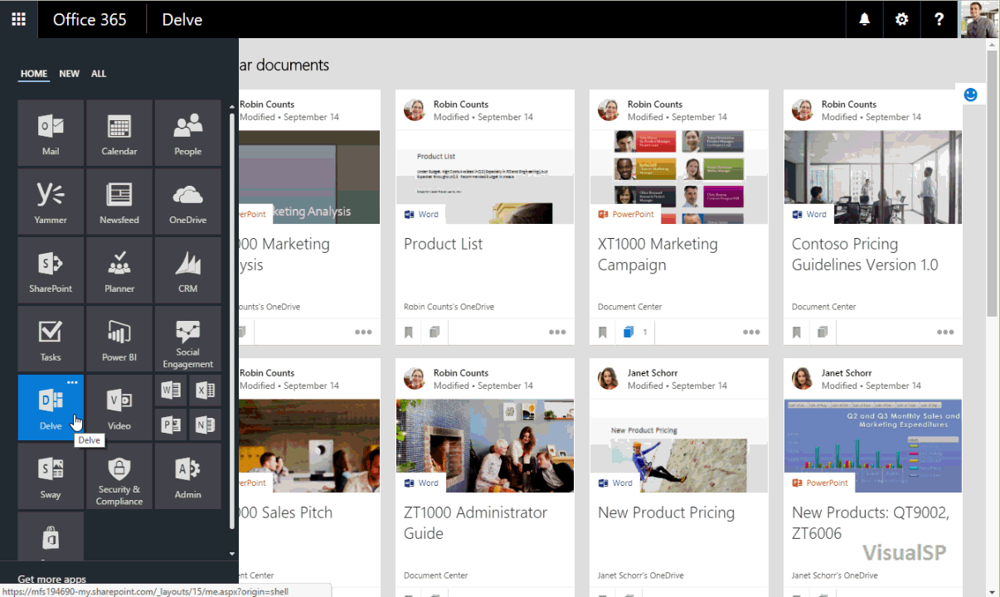 Office 365
Delve
?
HOME NEW ALL
Mail
Calendar
People
Yammer
Newsfeed
OneDrive
SharePoint
Planner
CRM
Tasks
Power BI
Social
Engagement
Delve
Video
Delve
Sway
Security &
Compliance
Admin
Get more apps
https://mfs194690-my.sharepoint.com/_layouts/15/me.aspx?origin=shell
ar documents
Robin Counts
Modified • September 14
keting Analysis
erPoint
000 Marketing
ysis
ounts's OneDrive
Robin Counts
Modified • September 14
Product List
Word
Product List
Robin Counts's OneDrive
Robin Counts
Modified • September 14
PowerPoint
XT1000 Marketing
Campaign
Document Center
1
Robin Counts
Modified • September 14
Word
Contoso Pricing
Guidelines Version 1.0
Document Center
Robin Counts
Modified • September 14
erPoint
000 Sales Pitch
ent Center
Robin Counts
Modified • September 14
Word
ZT1000 Administrator
Guide
Document Center
Janet Schorr
Modified • September 14
New Product Pricing
Word
New Product Pricing
Janet Schorr's OneDrive
Janet Schorr
Modified • September 14
Q2 and Q3 Monthly Sales and
Marketing Expenditures
PowerPoint
New Products: QT9002,
ZT6006
VisualSP
Janet Schorr's OneDrive